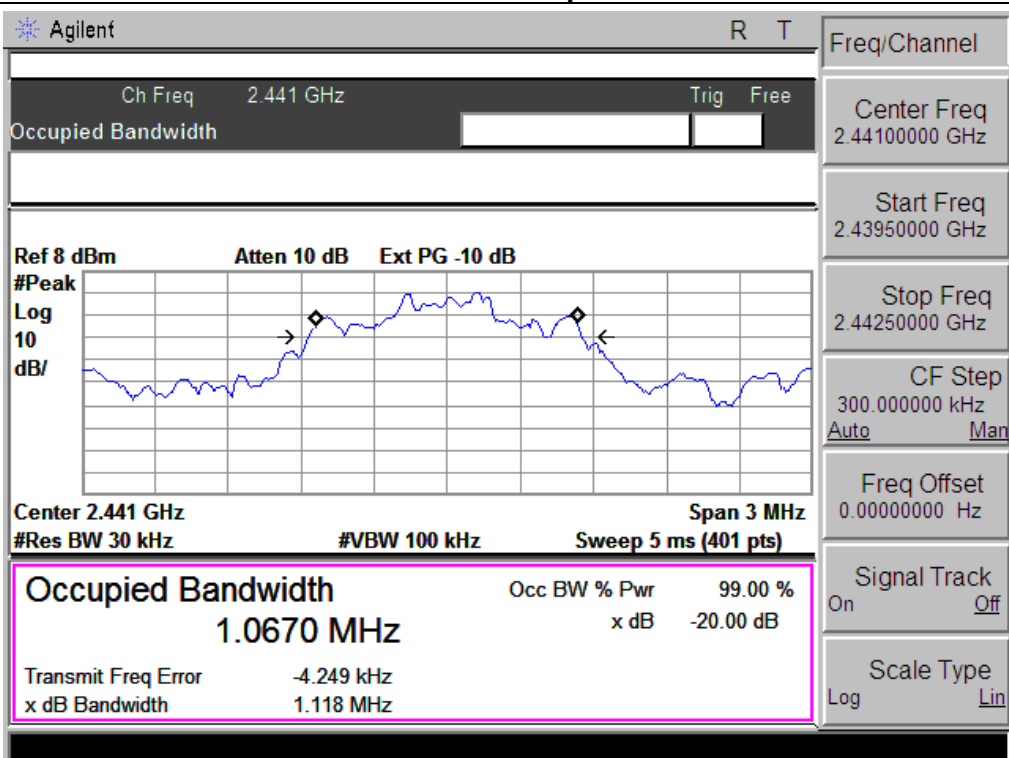 Agilent R T
Ch Freq 2.441 GHz Trig Free
Occupied Bandwidth
Ref 8 dBm Atten 10 dB Ext PG -10 dB
#Peak
Log
10
dB/
Center 2.441 GHz Span 3 MHz
#Res BW 30 kHz #VBW 100 kHz Sweep 5 ms (401 pts)
Occupied Bandwidth Occ BW % Pwr 99.00 %
1.0670 MHz x dB -20.00 dB
Transmit Freq Error -4.249 kHz
x dB Bandwidth 1.118 MHz
Freq/Channel
Center Freq
2.44100000 GHz
Start Freq
2.43950000 GHz
Stop Freq
2.44250000 GHz
CF Step
300.000000 kHz
Auto Man
Freq Offset
0.00000000 Hz
Signal Track
On Off
Scale Type
Log Lin